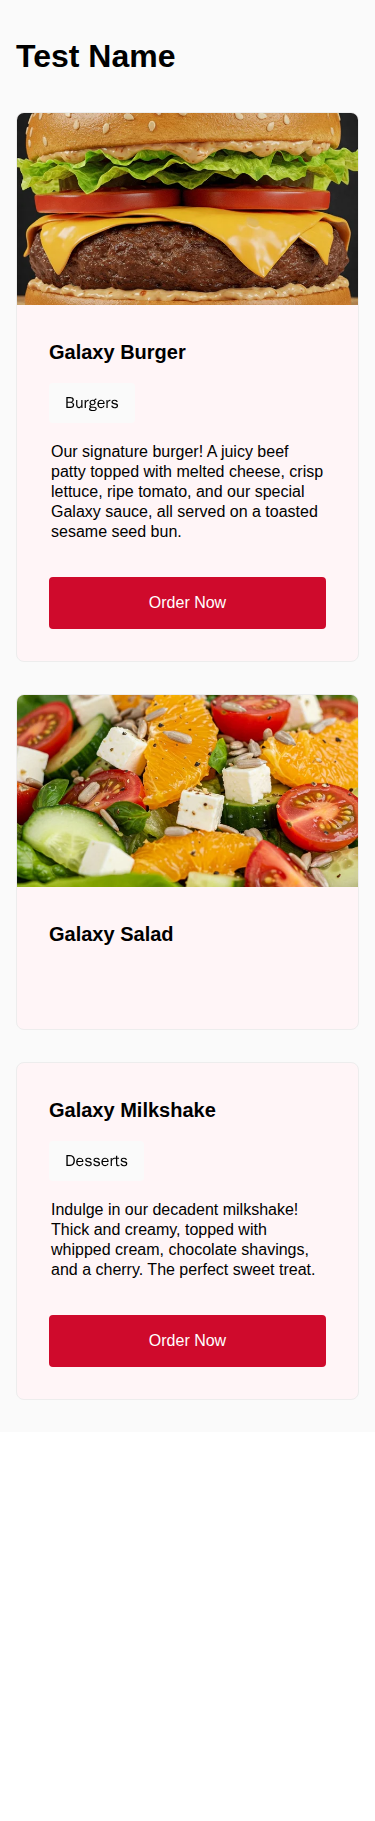 Test Name
Galaxy Burger
Burgers
Our signature burger! A juicy beef
patty topped with melted cheese, crisp
lettuce, ripe tomato, and our special
Galaxy sauce, all served on a toasted
sesame seed bun.
Order Now
Galaxy Salad
Galaxy Milkshake
Desserts
Indulge in our decadent milkshake!
Thick and creamy, topped with
whipped cream, chocolate shavings,
and a cherry. The perfect sweet treat.
Order Now